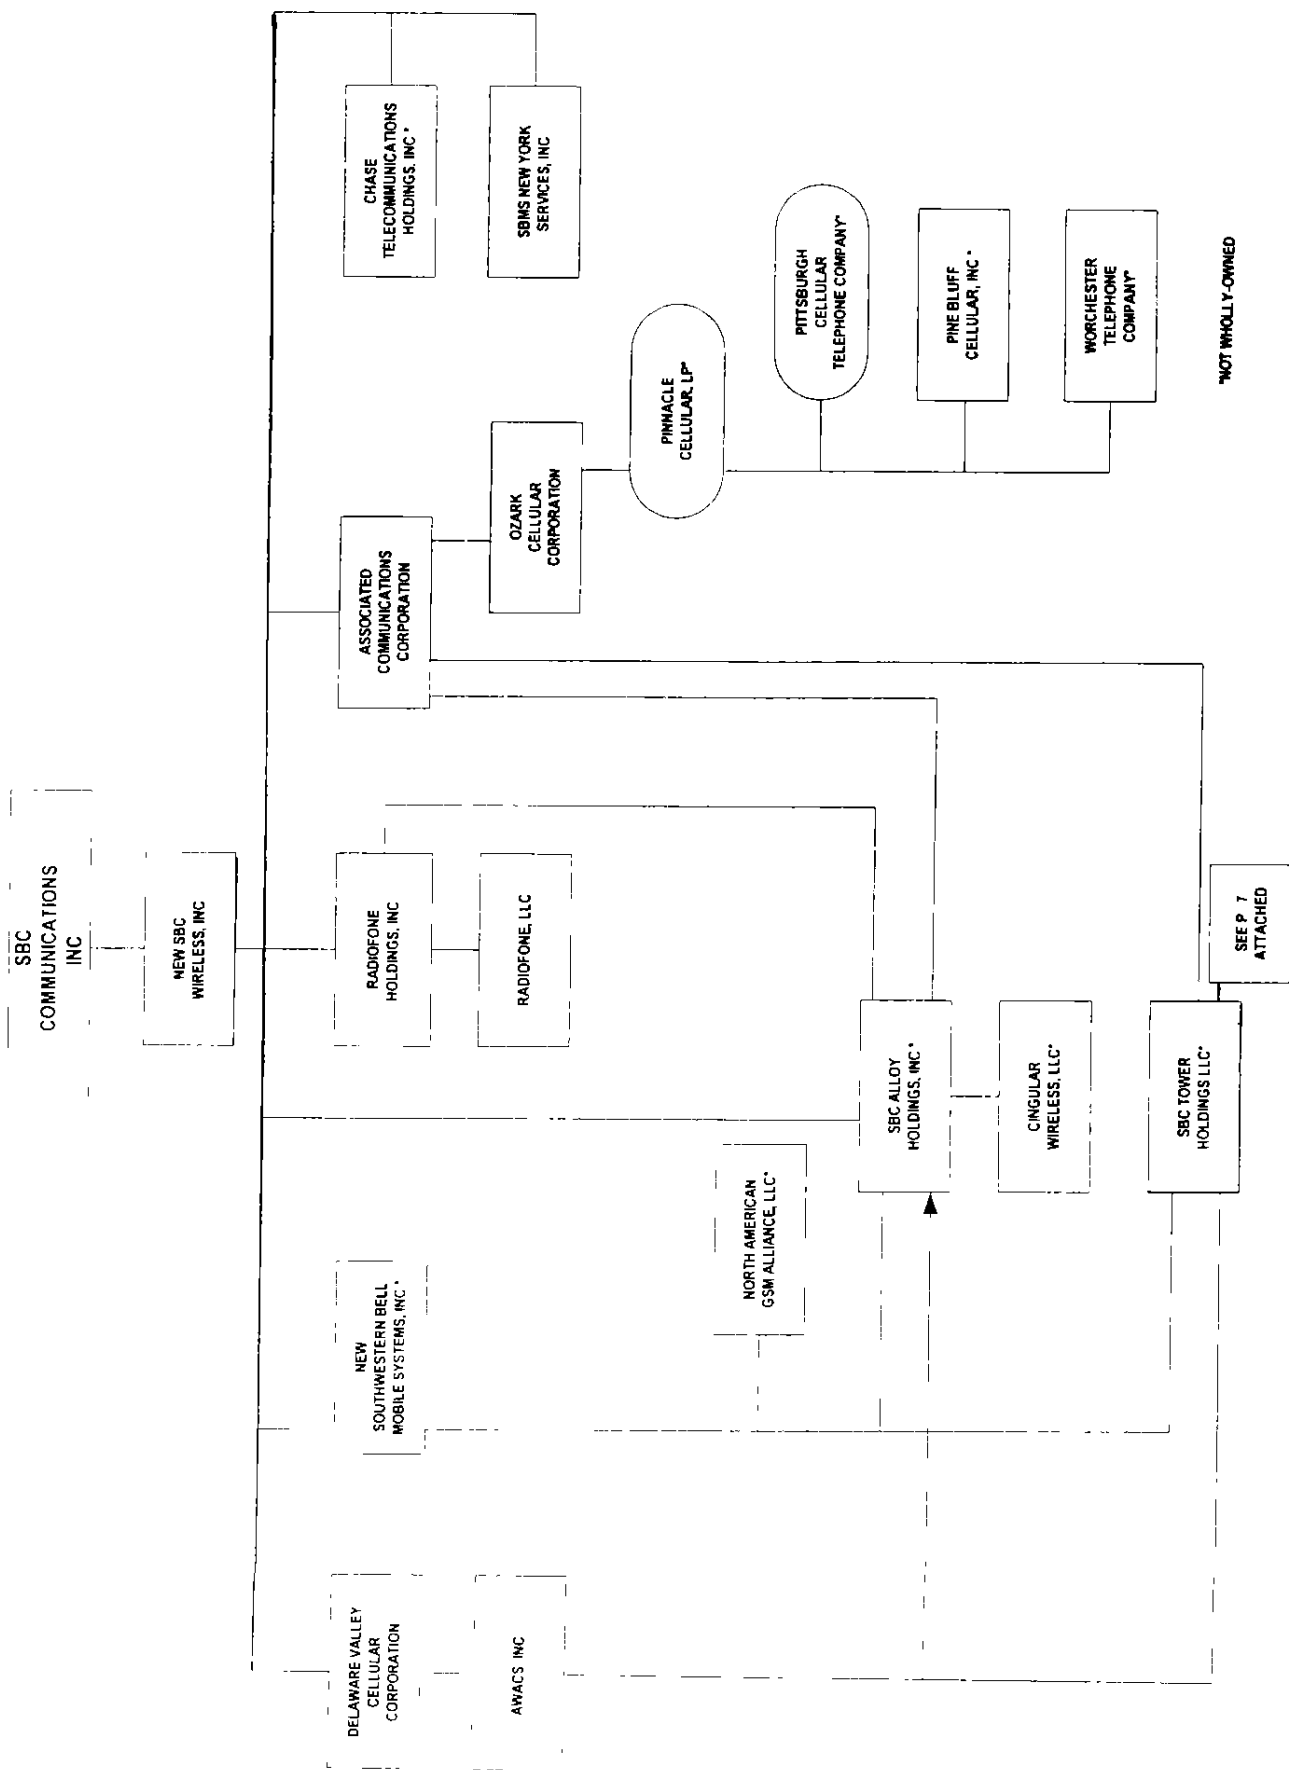 SBC
COMMUNICATIONS
INC
NEW SBC
WIRELESS, INC
DELAWARE VALLEY
CELLULAR
CORPORATION
NEW
SOUTHWESTERN BELL
MOBILE SYSTEMS, INC *
RADIOFONE
HOLDINGS, INC
ASSOCIATED
COMMUNICATIONS
CORPORATION
CHASE
TELECOMMUNICATIONS
HOLDINGS, INC *
AWACS INC
RADIOFONE, LLC
OZARK
CELLULAR
CORPORATION
SBMS NEW YORK
SERVICES, INC
PINNACLE
CELLULAR, LP*
NORTH AMERICAN
GSM ALLIANCE, LLC*
PITTSBURGH
CELLULAR
TELEPHONE COMPANY*
SBC ALLOY
HOLDINGS, INC *
PINE BLUFF
CELLULAR, INC *
CINGULAR
WIRELESS, LLC*
WORCHESTER
TELEPHONE
COMPANY*
SBC TOWER
HOLDINGS LLC*
SEE P 7
ATTACHED
*NOT WHOLLY-OWNED